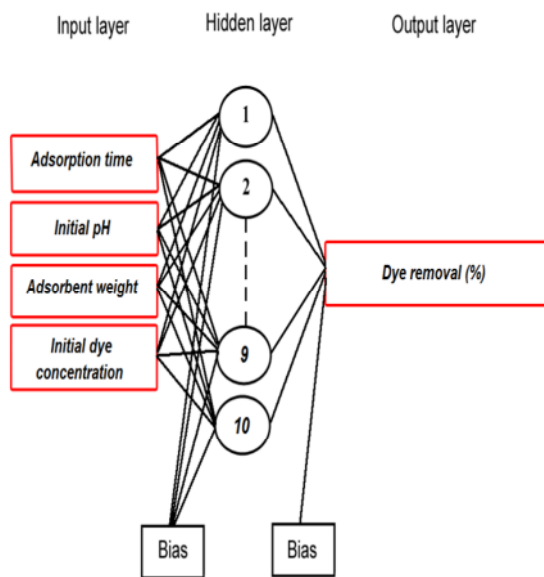 Input layer
Hidden layer
Output layer
1
Adsorption time
2
Initial pH
Dye removal (%)
Adsorbent weight
Initial dye
concentration
9
10
Bias
Bias